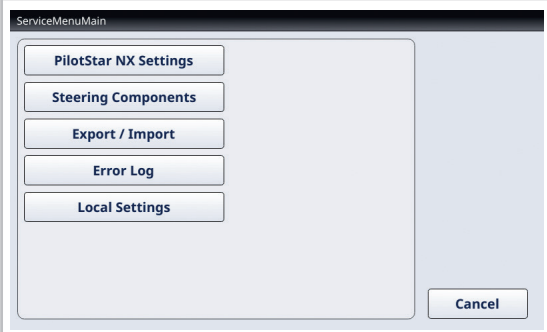 ServiceMenuMain
PilotStar NX Settings
Steering Components
Export / Import
Error Log
Local Settings
Cancel